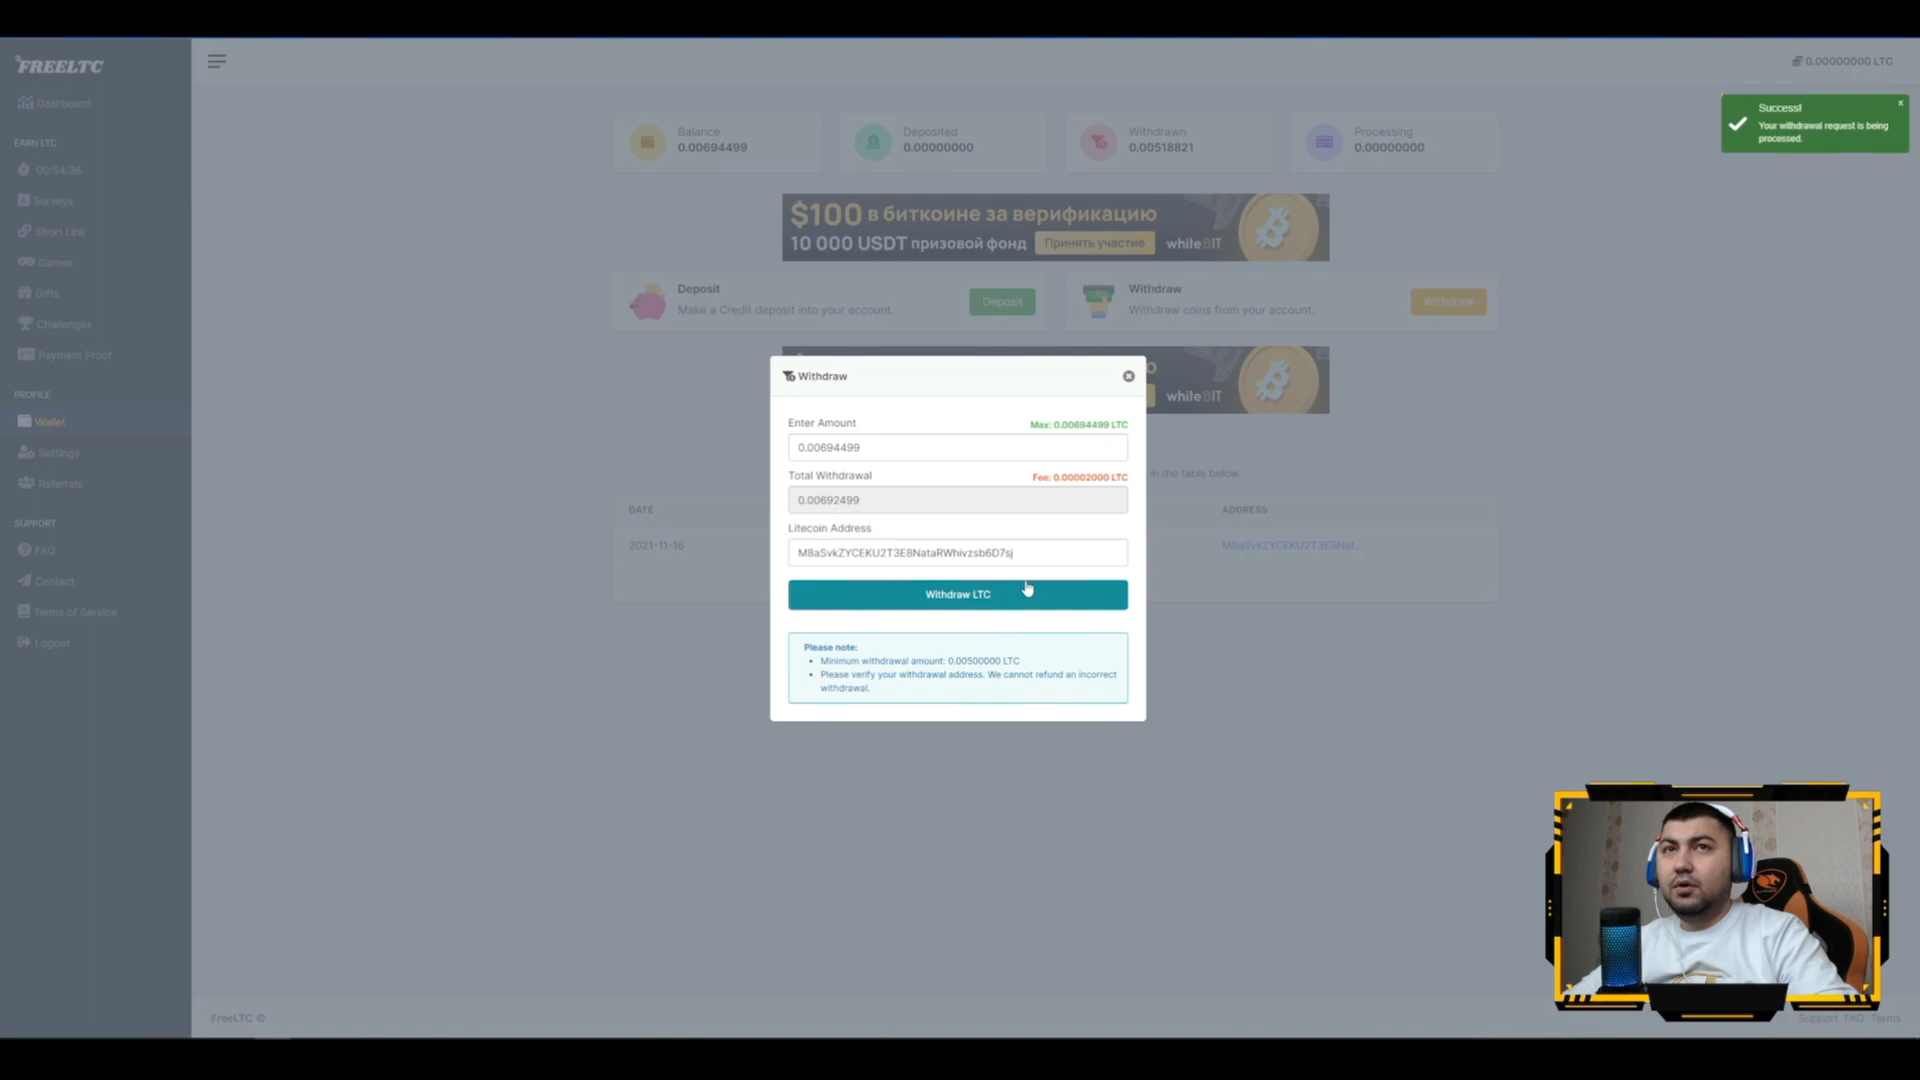 FREELTC
0.00000000 LTC
Dashboard
EARN LTC
00:54:36
Surveys
Short Link
Games
Gifts
Challenges
Payment Proof
PROFILE
Wallet
Settings
Referrals
SUPPORT
FAQ
Contact
Terms of Service
Logout
Success!
x
Your withdrawal request is being
processed.
Balance
0.00694499
Deposited
0.00000000
Withdrawn
0.00518821
Processing
0.00000000
$100 в биткоине за верификацию
10 000 USDT призовой фонд Принять участие whileBIT
Deposit
Make a Credit deposit into your account.
Deposit
Withdraw
Withdraw coins from your account.
Withdraw
whileBIT
Withdraw
Enter Amount
Max: 0.00694499 LTC
0.00694499
Total Withdrawal
Fee: 0.00002000 LTC
0.00692499
Litecoin Address
M8aSvkZYCEKU2T3E8NataRWhivzsb6D7sj
Withdraw LTC
Please note:
Minimum withdrawal amount: 0.00500000 LTC
Please verify your withdrawal address. We cannot refund an incorrect
withdrawal.
in the table below
DATE
ADDRESS
2021-11-16
M8aSvkZYCEKU2T3E8Nat...
FreeLTC ©
Support FAQ Terms